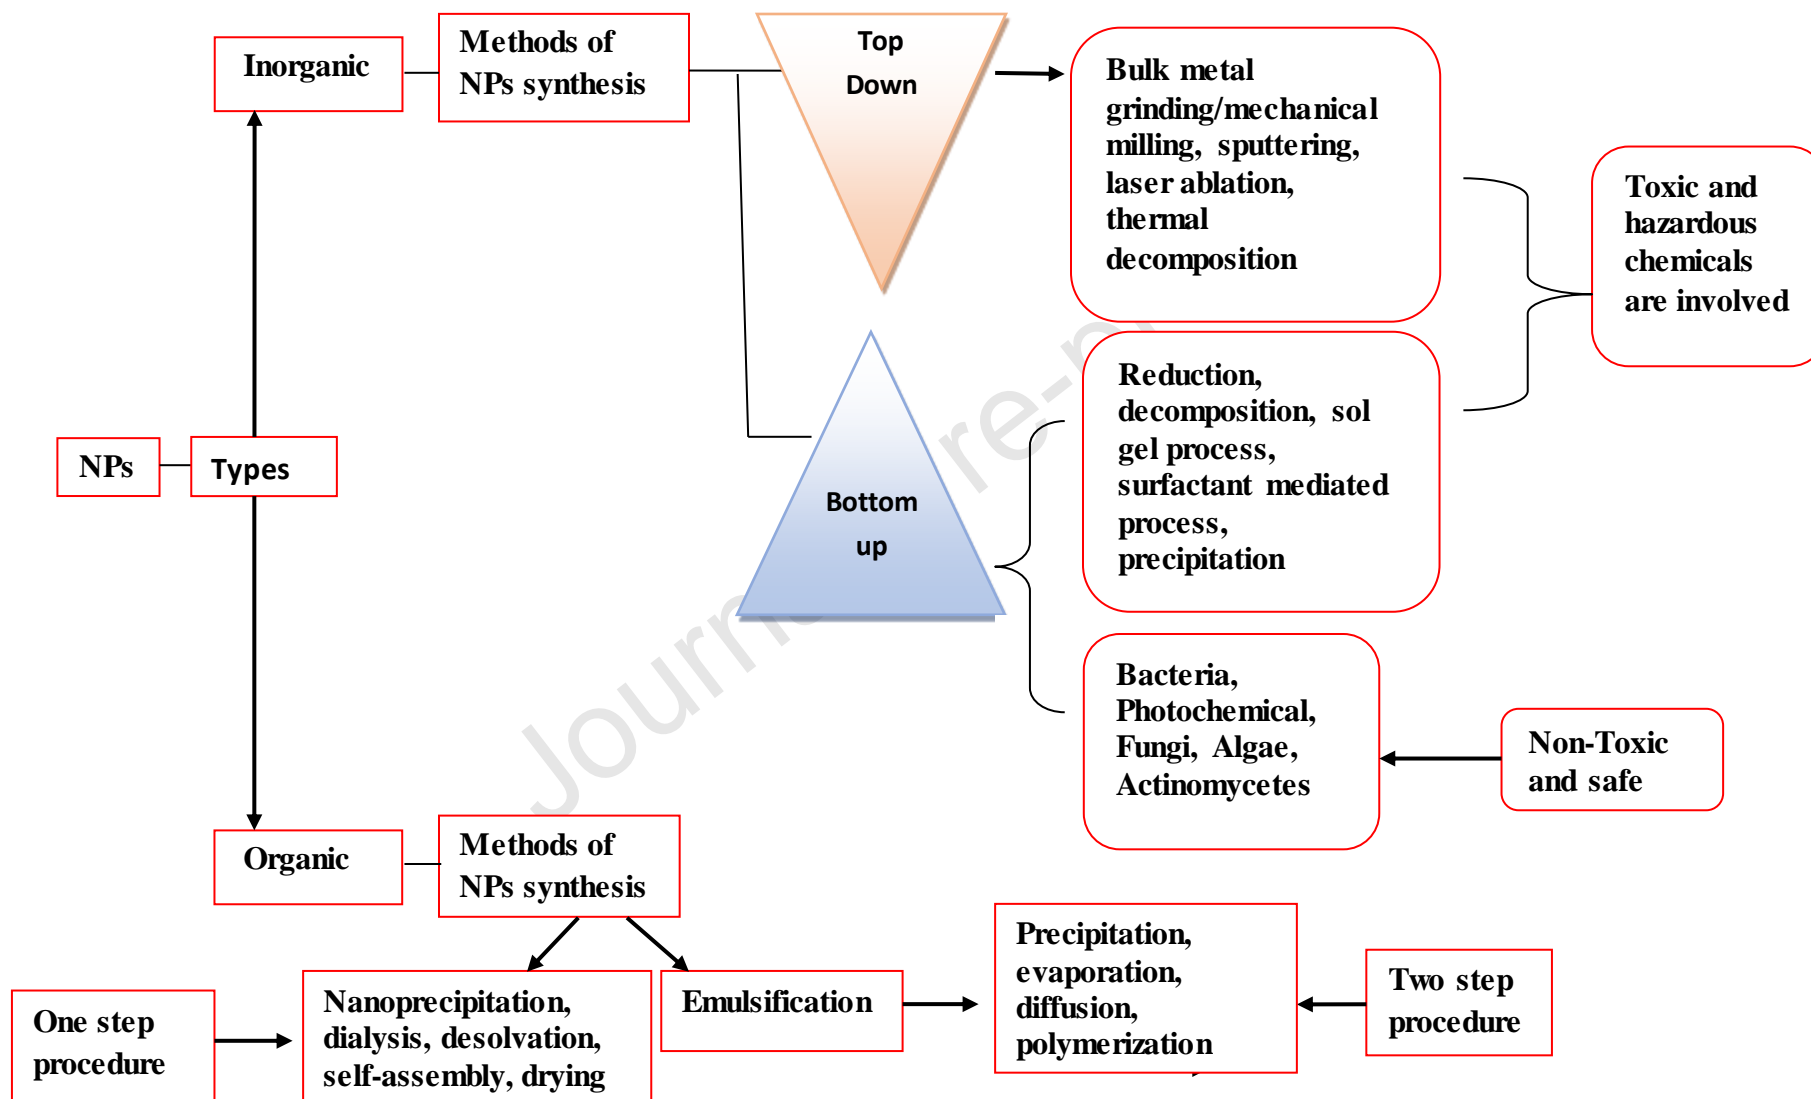 Inorganic
Methods of
NPs synthesis
Top
Down
Bulk metal
grinding/mechanical
milling, sputtering,
laser ablation,
thermal
decomposition
Toxic and
hazardous
chemicals
are involved
Reduction,
decomposition, sol
gel process,
surfactant mediated
process,
precipitation
NPs
Types
Bottom
up
Bacteria,
Photochemical,
Fungi, Algae,
Actinomycetes
Non-Toxic
and safe
Organic
Methods of
NPs synthesis
One step
procedure
Nanoprecipitation,
dialysis, desolvation,
self-assembly, drying
Emulsification
Precipitation,
evaporation,
diffusion,
polymerization
Two step
procedure